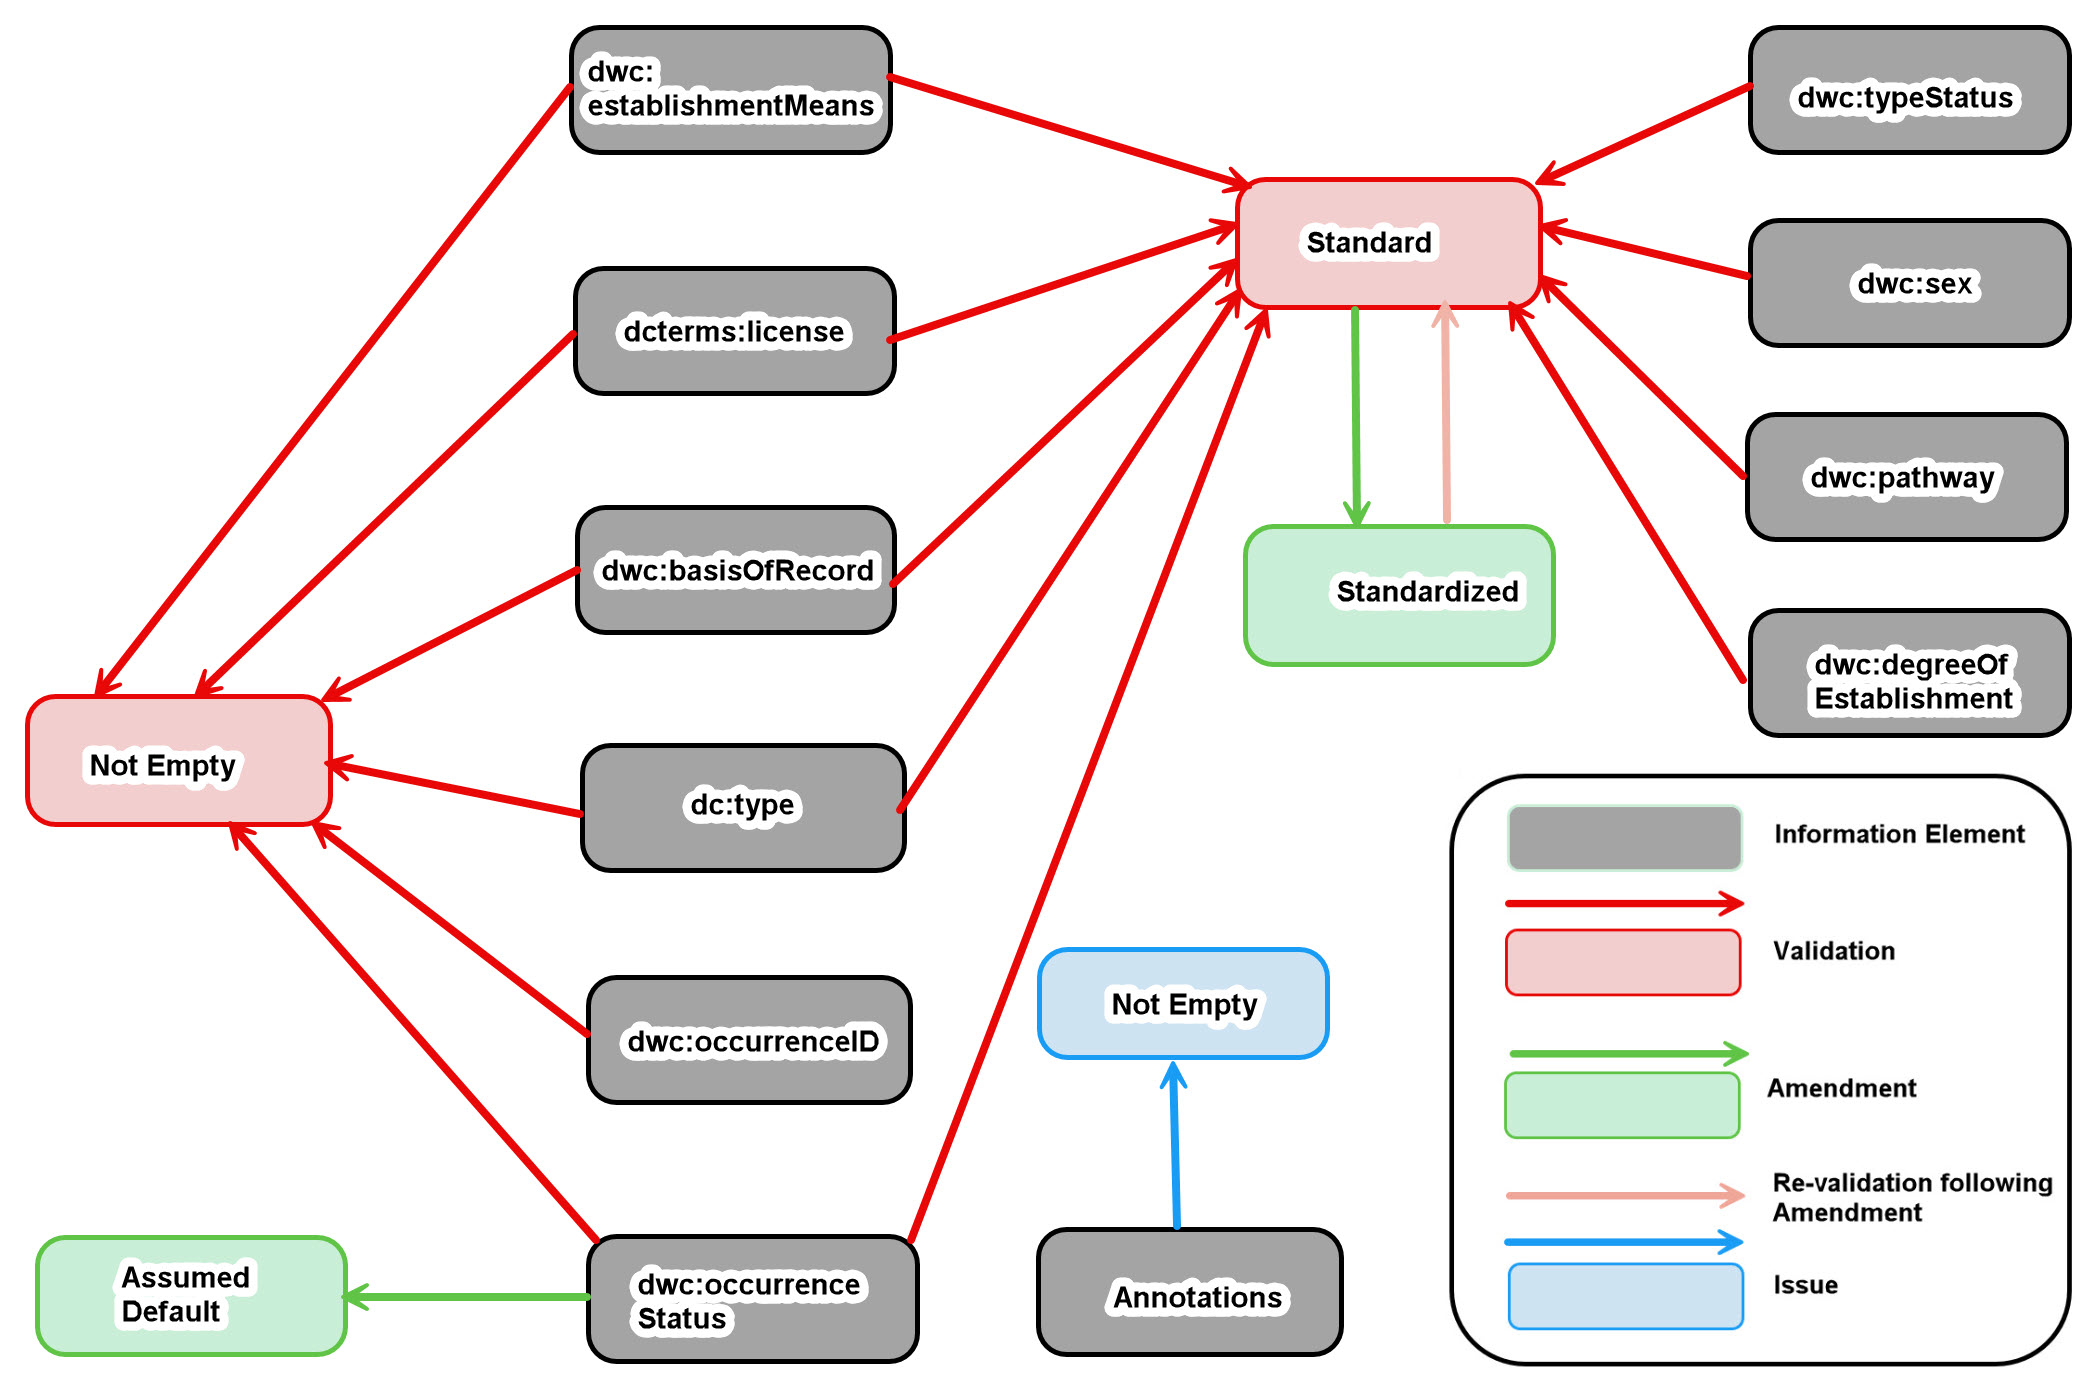 dwc:
establishmentMeans
dwc:typeStatus
Standard
dwc:sex
dcterms:license
dwc:pathway
dwc:basisOfRecord
Standardized
dwc:degreeOf
Establishment
Not Empty
dc:type
Information Element
Validation
Not Empty
dwc:occurrenceID
Amendment
Re-validation following
Amendment
Assumed
Default
dwc:occurrence
Status
Annotations
Issue